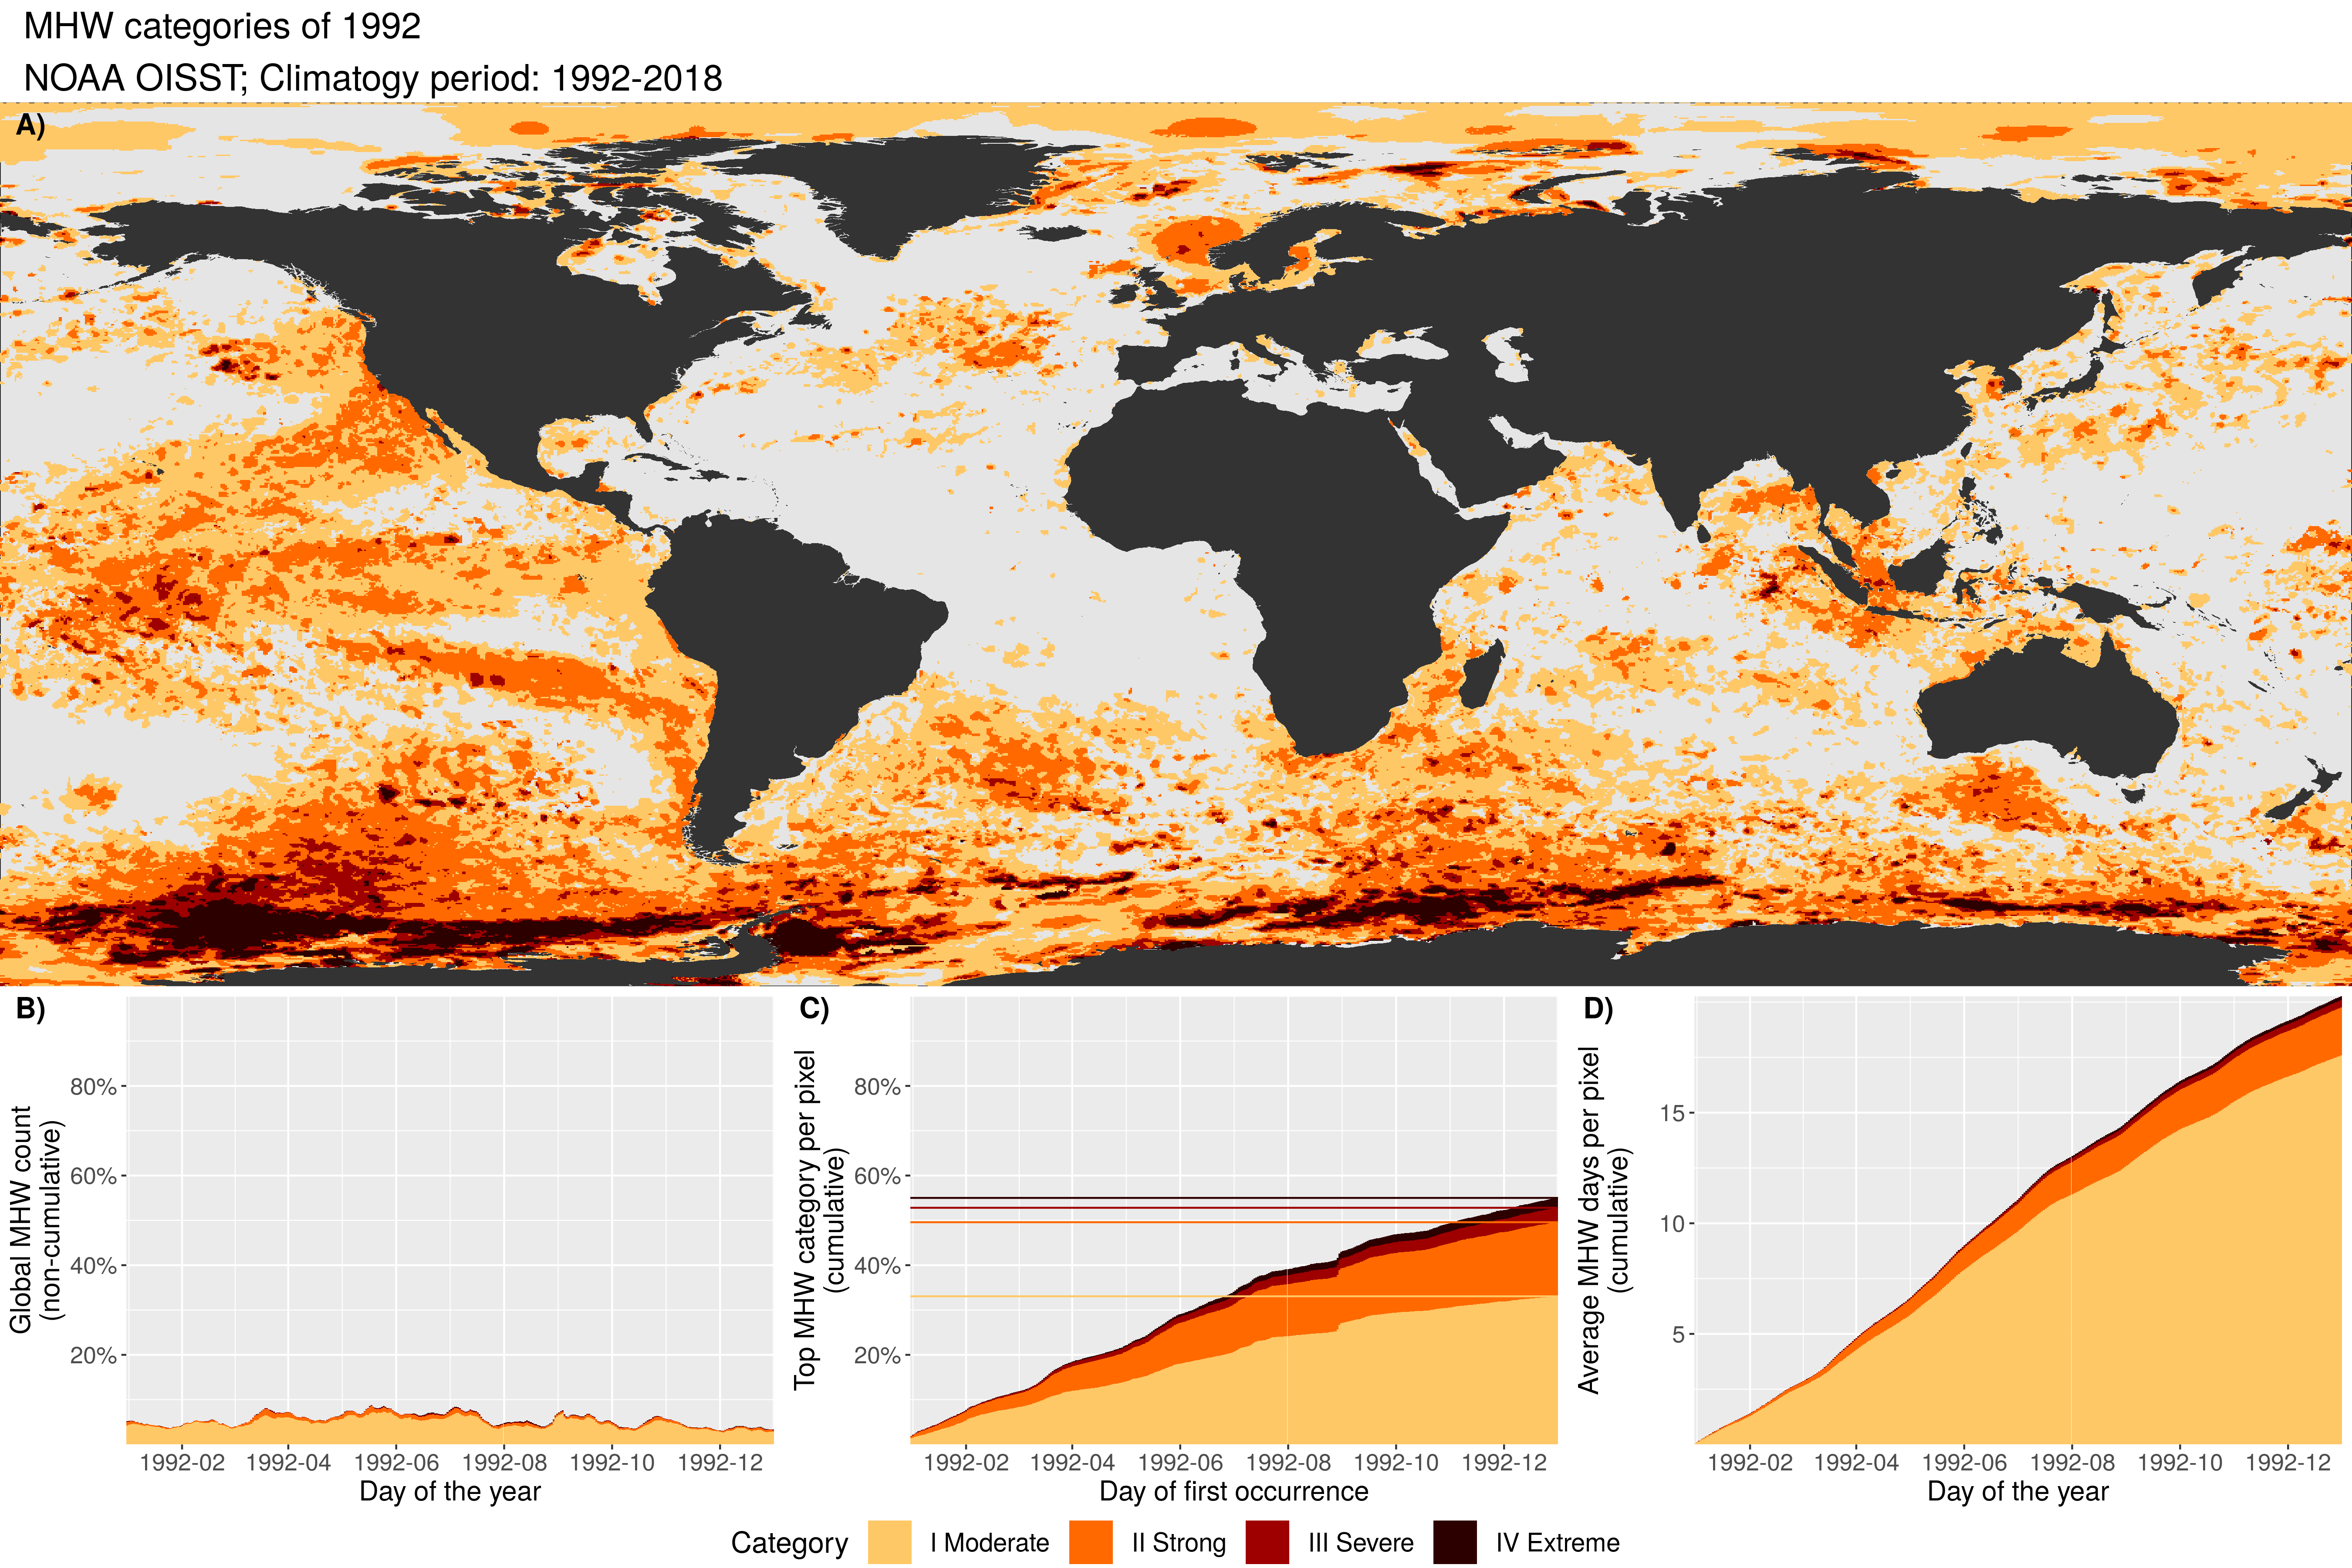 MHW categories of 1992
NOAA OISST; Climatogy period: 1992-2018
A)
B)
Global MHW count
(non-cumulative)
80%
60%
40%
20%
1992-02 1992-04 1992-06 1992-08 1992-10 1992-12
Day of the year
C)
Top MHW category per pixel
(cumulative)
80%
60%
40%
20%
1992-02 1992-04 1992-06 1992-08 1992-10 1992-12
Day of first occurrence
D)
Average MHW days per pixel
(cumulative)
15
10
5
1992-02 1992-04 1992-06 1992-08 1992-10 1992-12
Day of the year
Category I Moderate II Strong III Severe IV Extreme